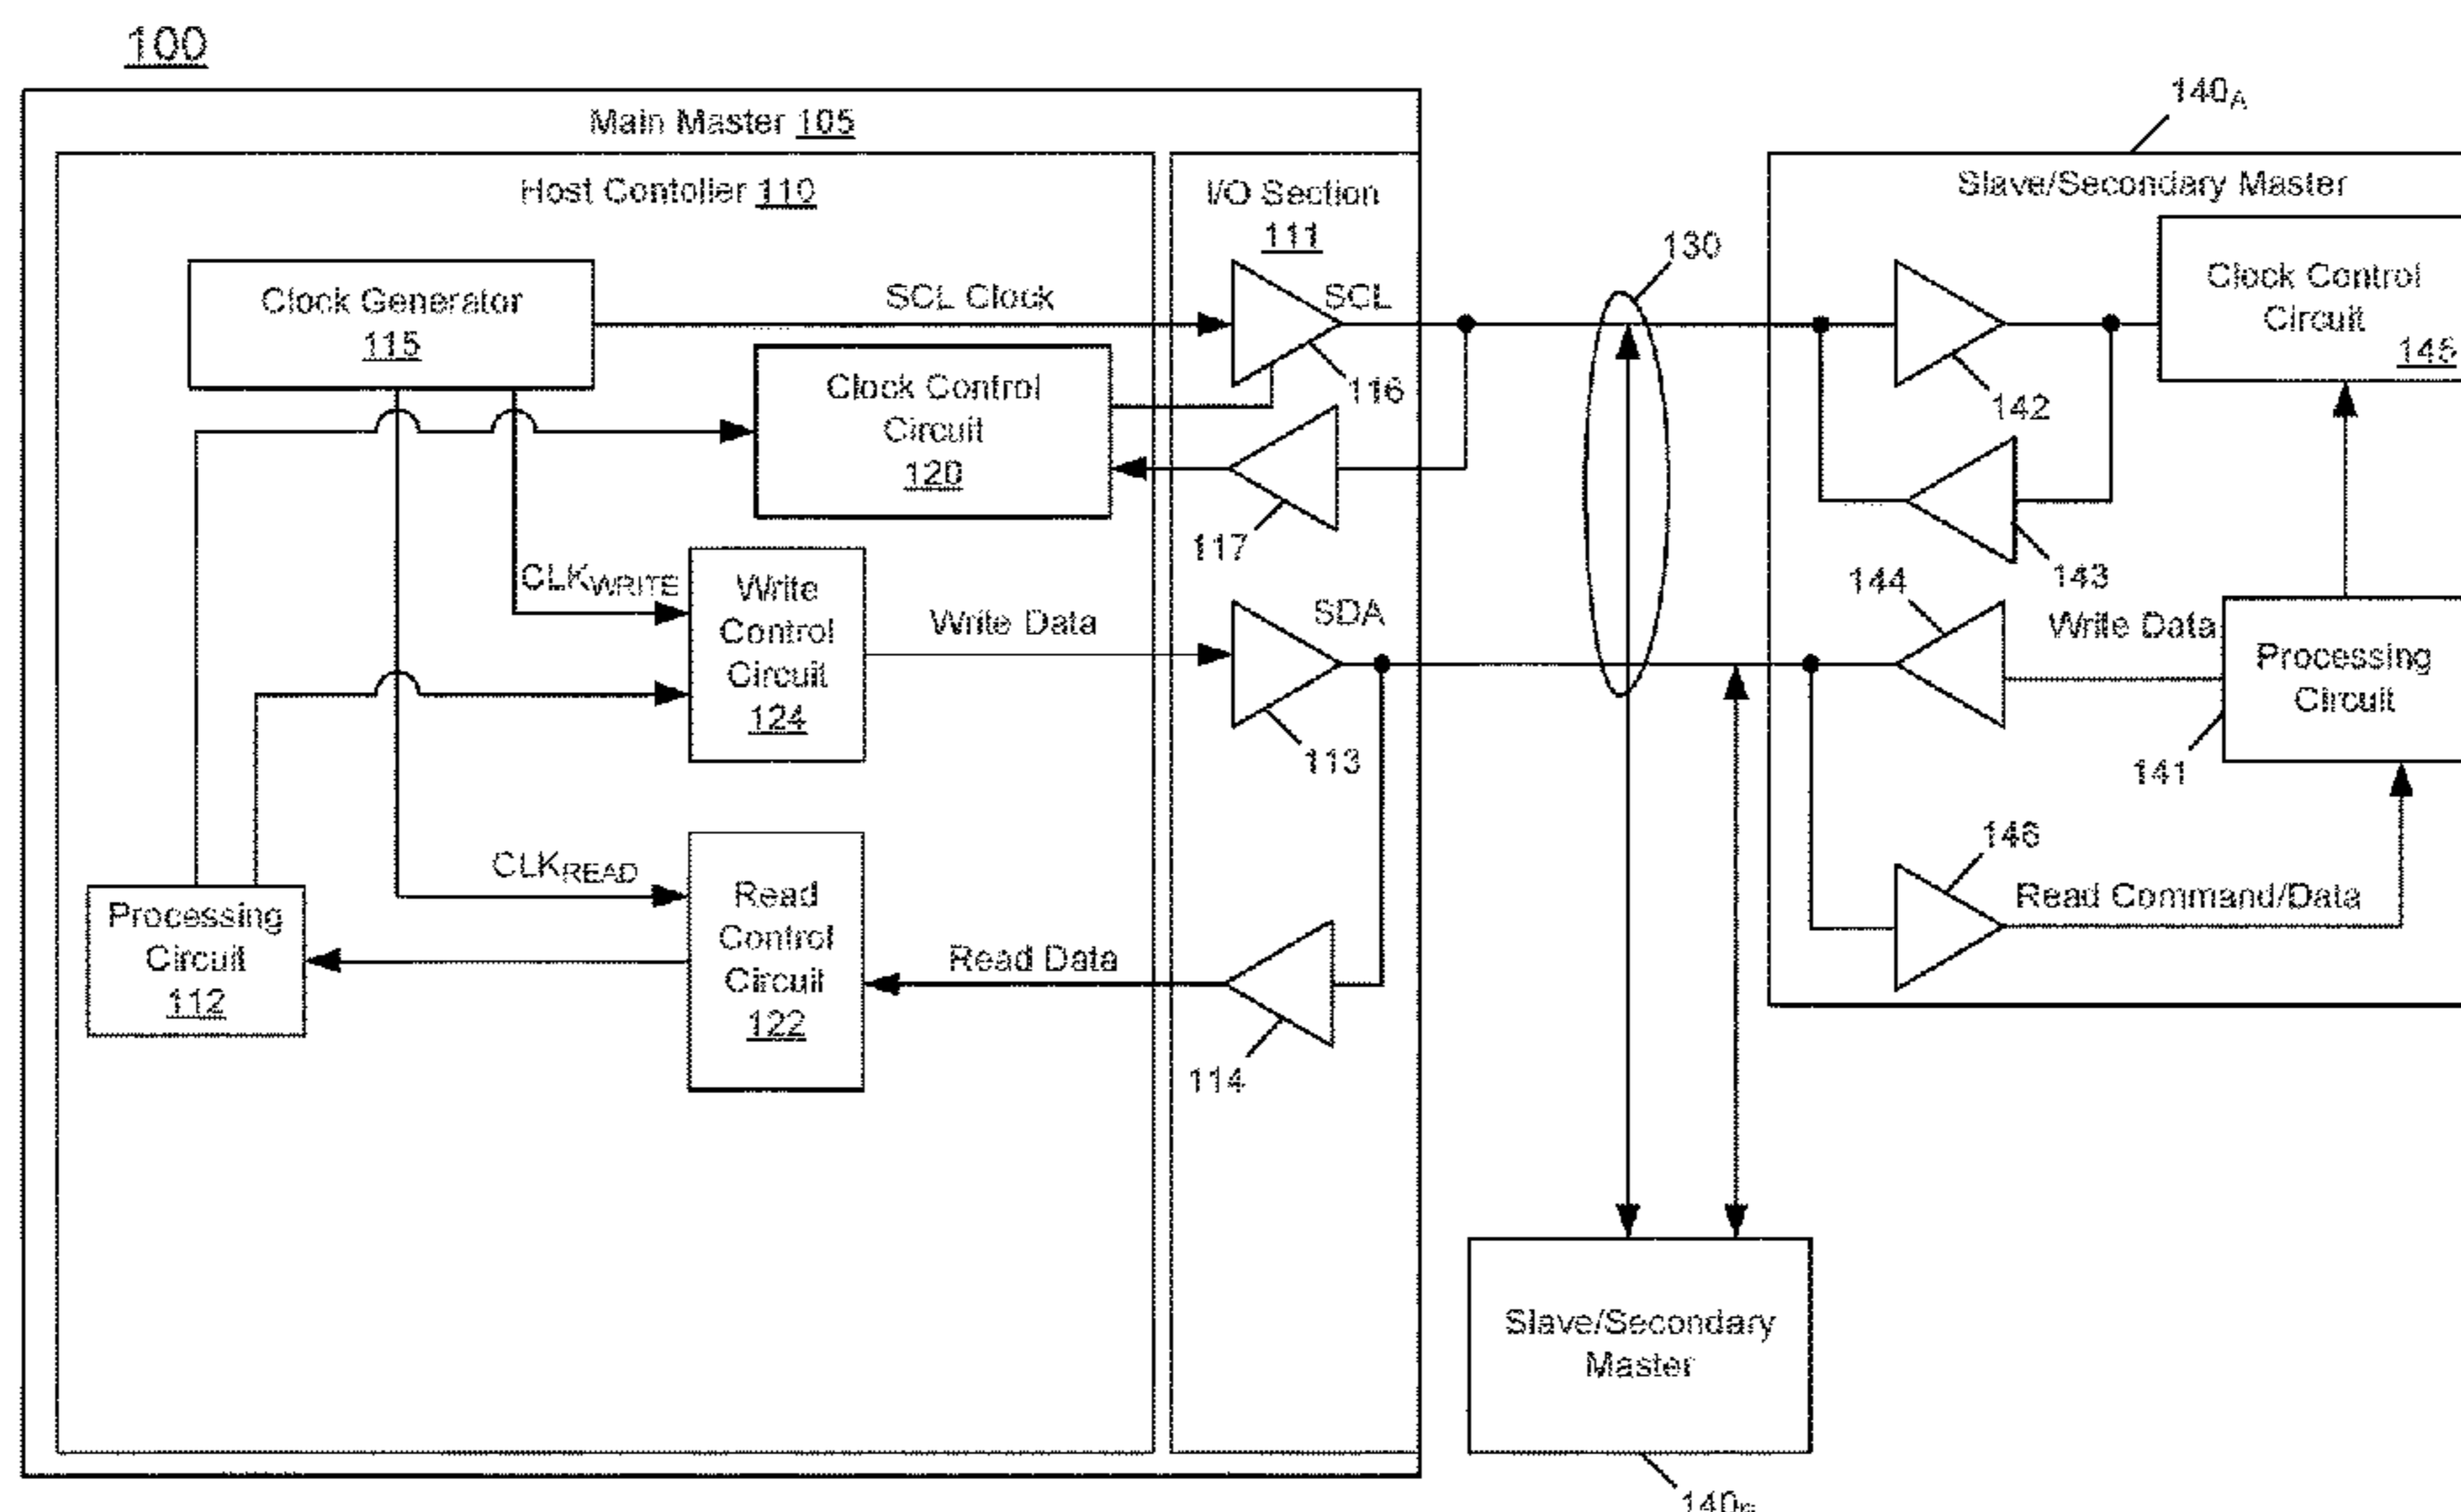 100
Main Master 105
Host Contoller 110
I/O Section
111
Clock Generator
115
SCL Clock
SCL
116
Clock Control
Circuit
120
117
CLKWRITE
Write
Control
Circuit
124
Write Data
SDA
113
CLKREAD
Processing
Circuit
112
Read
Control
Circuit
122
Read Data
114
130
140A
Slave/Secondary Master
Clock Control
Circuit
142
143
144
Write Data
Processing
Circuit
141
146
Read Command/Data
Slave/Secondary
Master